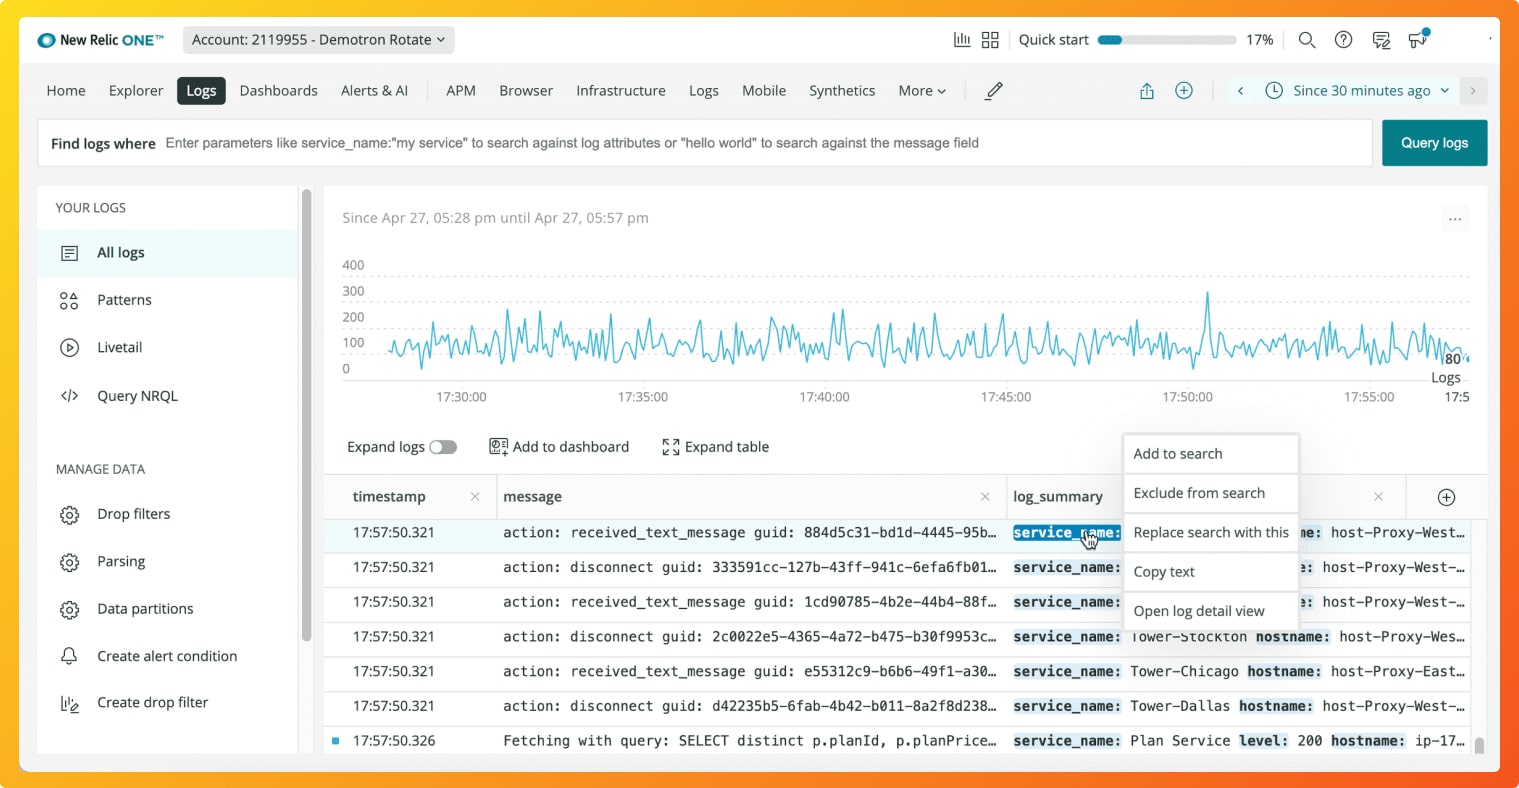 New Relic ONE™ Account: 2119955 - Demotron Rotate Quick start 17%
Home Explorer Logs Dashboards Alerts & AI APM Browser Infrastructure Logs Mobile Synthetics More Since 30 minutes ago
Find logs where Enter parameters like service_name:"my service" to search against log attributes or "hello world" to search against the message field Query logs
YOUR LOGS
All logs
Patterns
Livetail
Query NRQL
MANAGE DATA
Drop filters
Parsing
Data partitions
Create alert condition
Create drop filter
Since Apr 27, 05:28 pm until Apr 27, 05:57 pm
400
300
200
100
0
80
Logs
17:30:00 17:35:00 17:40:00 17:45:00 17:50:00 17:55:00 17:5
Expand logs Add to dashboard Expand table
timestamp message log_summary
17:57:50.321 action: received_text_message guid: 884d5c31-bd1d-4445-95b… service_name: me: host-Proxy-West…
17:57:50.321 action: disconnect guid: 333591cc-127b-43ff-941c-6efa6fb01… service_name: e: host-Proxy-West-…
17:57:50.321 action: received_text_message guid: 1cd90785-4b2e-44b4-88f… service_name: e: host-Proxy-West-…
17:57:50.321 action: disconnect guid: 2c0022e5-4365-4a72-b475-b30f9953c… service_name: Tower-Stockton hostname: host-Proxy-Wes…
17:57:50.321 action: received_text_message guid: e55312c9-b6b6-49f1-a30… service_name: Tower-Chicago hostname: host-Proxy-East…
17:57:50.321 action: disconnect guid: d42235b5-6fab-4b42-b011-8a2f8d238… service_name: Tower-Dallas hostname: host-Proxy-West-…
17:57:50.326 Fetching with query: SELECT distinct p.planId, p.planPrice… service_name: Plan Service level: 200 hostname: ip-17…
Add to search
Exclude from search
Replace search with this
Copy text
Open log detail view